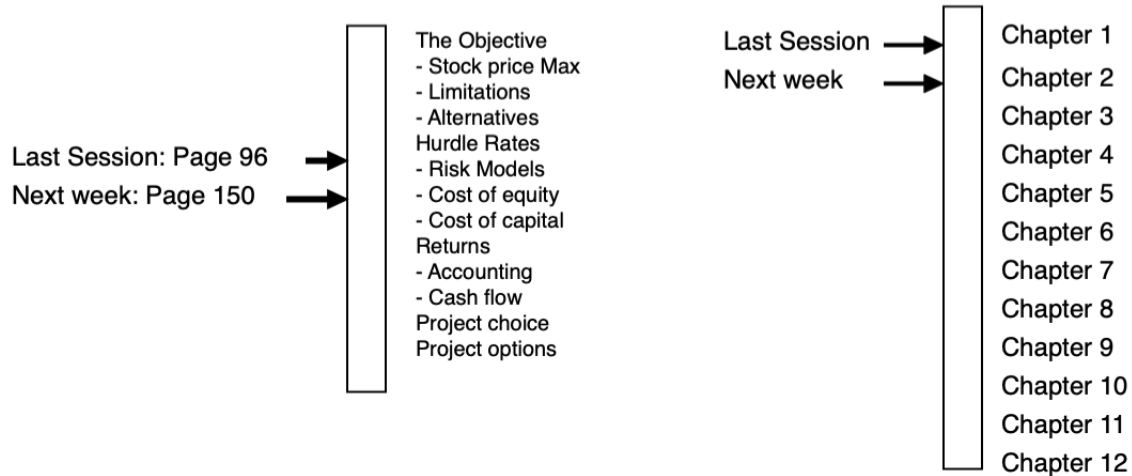 The Objective
- Stock price Max
- Limitations
- Alternatives
Hurdle Rates
- Risk Models
- Cost of equity
- Cost of capital
Returns
- Accounting
- Cash flow
Project choice
Project options
Last Session: Page 96
Next week: Page 150
Last Session
Next week
Chapter 1
Chapter 2
Chapter 3
Chapter 4
Chapter 5
Chapter 6
Chapter 7
Chapter 8
Chapter 9
Chapter 10
Chapter 11
Chapter 12